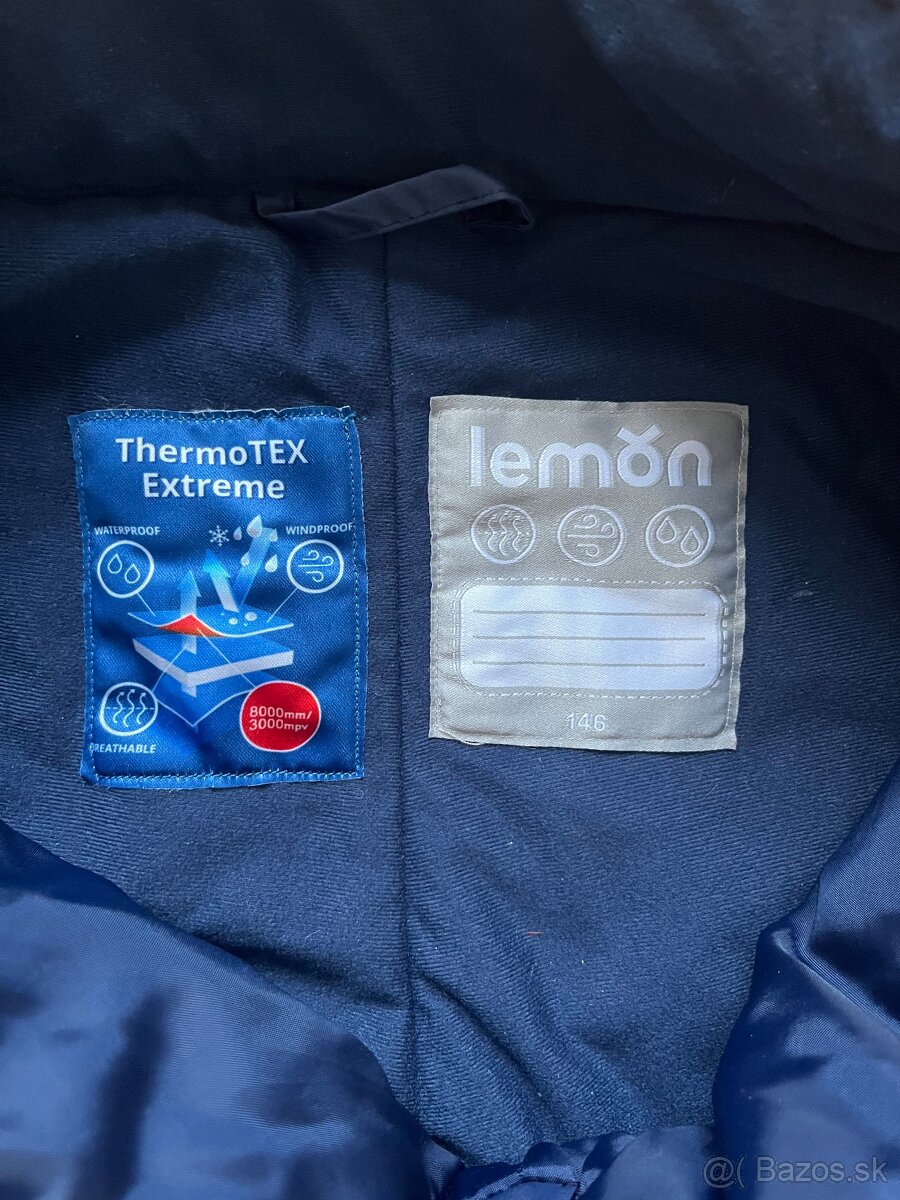 ThermoTEX
Extreme
WATERPROOF
WINDPROOF
8000mm/
3000mpv
BREATHABLE
lemon
146
@( Bazos.sk